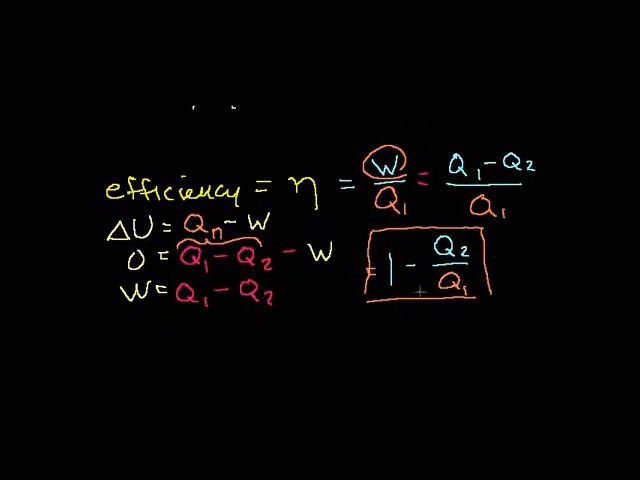 efficiency = η = W/Q₁ = (Q₁ - Q₂)/Q₁
ΔU = Qₙ - W
0 = Q₁ - Q₂ - W
= 1 - Q₂/Q₁
W = Q₁ - Q₂